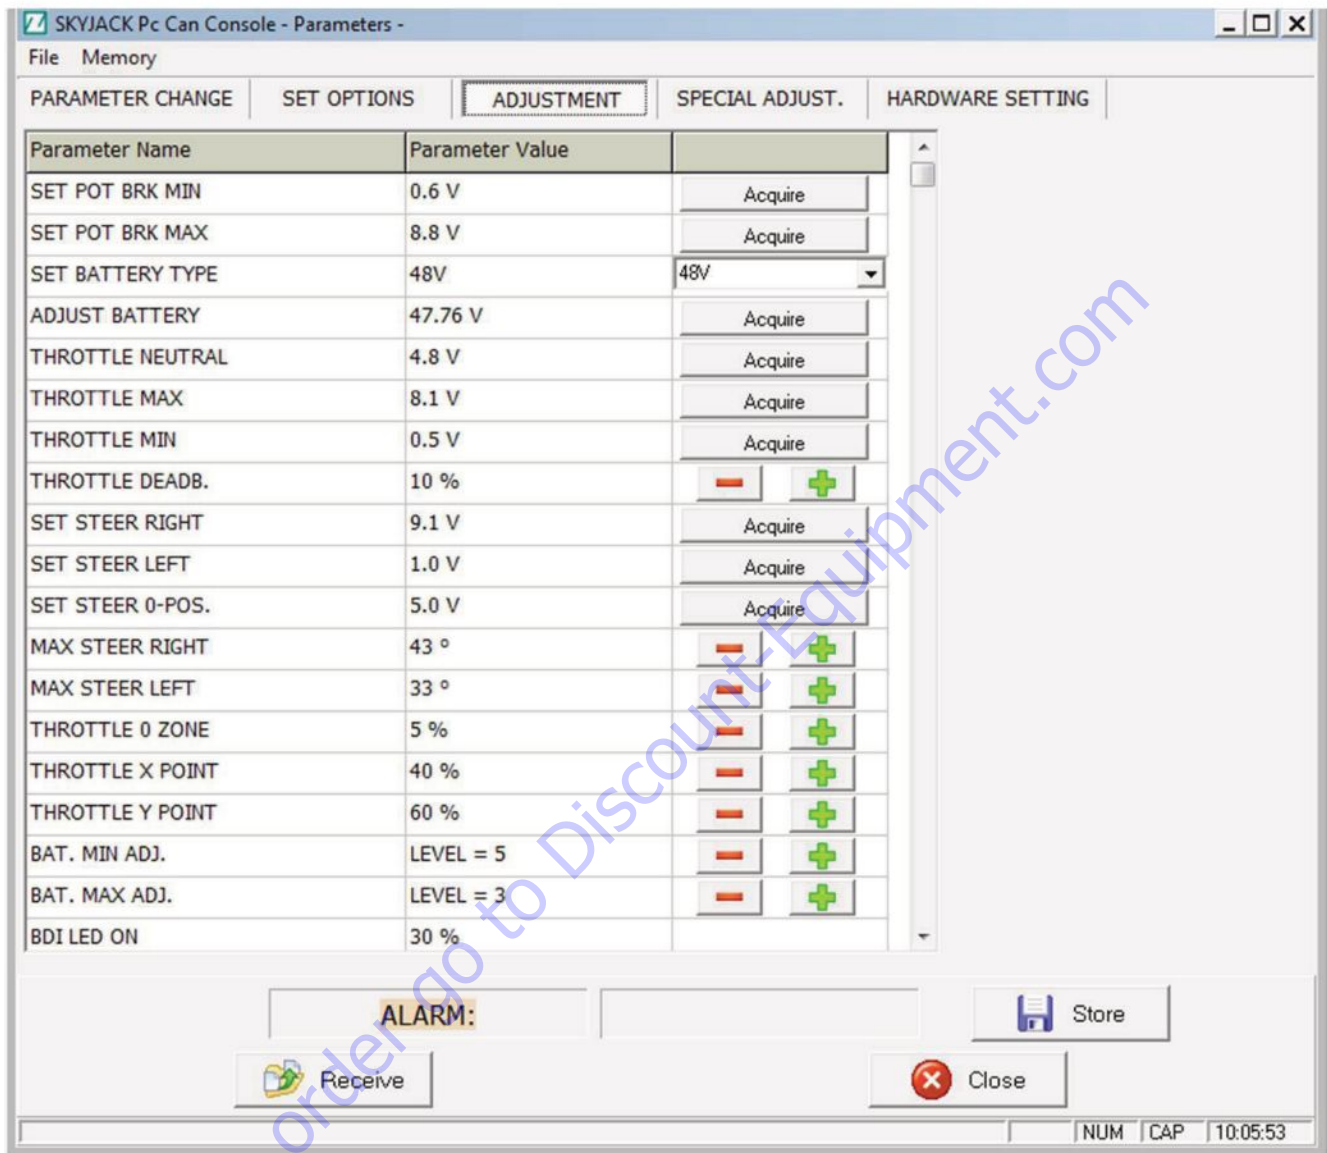 SKYJACK Pc Can Console - Parameters -
File Memory
PARAMETER CHANGE SET OPTIONS ADJUSTMENT SPECIAL ADJUST. HARDWARE SETTING
Parameter Name Parameter Value
SET POT BRK MIN 0.6 V Acquire
SET POT BRK MAX 8.8 V Acquire
SET BATTERY TYPE 48V 48V
ADJUST BATTERY 47.76 V Acquire
THROTTLE NEUTRAL 4.8 V Acquire
THROTTLE MAX 8.1 V Acquire
THROTTLE MIN 0.5 V Acquire
THROTTLE DEADB. 10 %
SET STEER RIGHT 9.1 V Acquire
SET STEER LEFT 1.0 V Acquire
SET STEER 0-POS. 5.0 V Acquire
MAX STEER RIGHT 43 º
MAX STEER LEFT 33 º
THROTTLE 0 ZONE 5 %
THROTTLE X POINT 40 %
THROTTLE Y POINT 60 %
BAT. MIN ADJ. LEVEL = 5
BAT. MAX ADJ. LEVEL = 3
BDI LED ON 30 %
ALARM: Store
Receive Close
NUM CAP 10:05:53
order go to Discount-Equipment.com